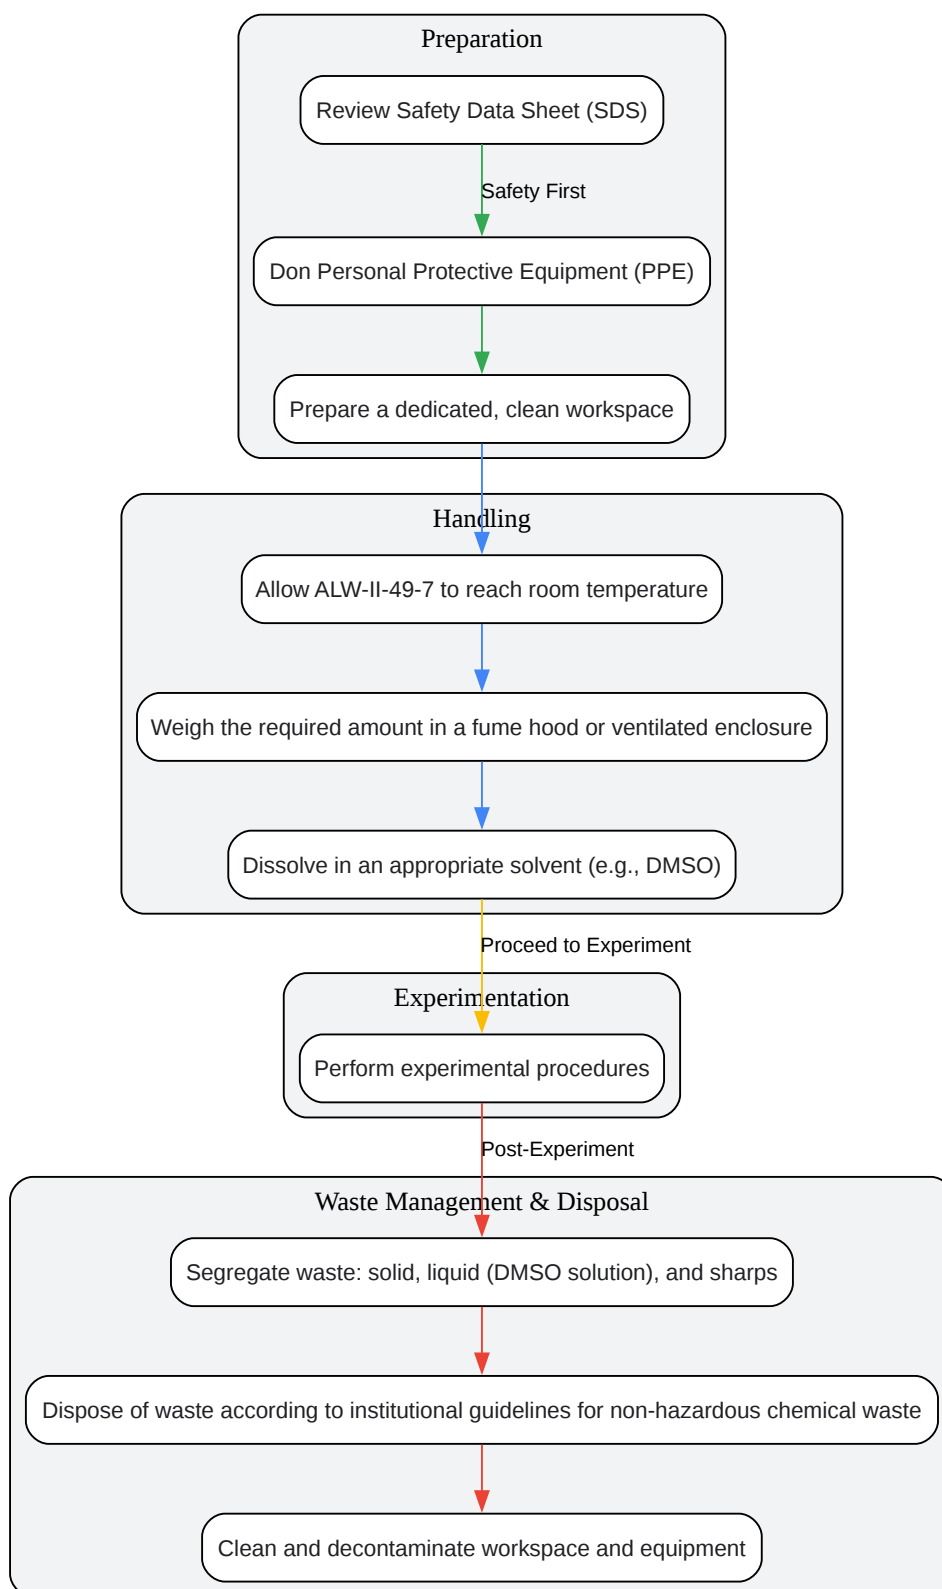 Preparation
Review Safety Data Sheet (SDS)
Safety First
Don Personal Protective Equipment (PPE)
Prepare a dedicated, clean workspace
Handling
Allow ALW-II-49-7 to reach room temperature
Weigh the required amount in a fume hood or ventilated enclosure
Dissolve in an appropriate solvent (e.g., DMSO)
Proceed to Experiment
Experimentation
Perform experimental procedures
Post-Experiment
Waste Management & Disposal
Segregate waste: solid, liquid (DMSO solution), and sharps
Dispose of waste according to institutional guidelines for non-hazardous chemical waste
Clean and decontaminate workspace and equipment